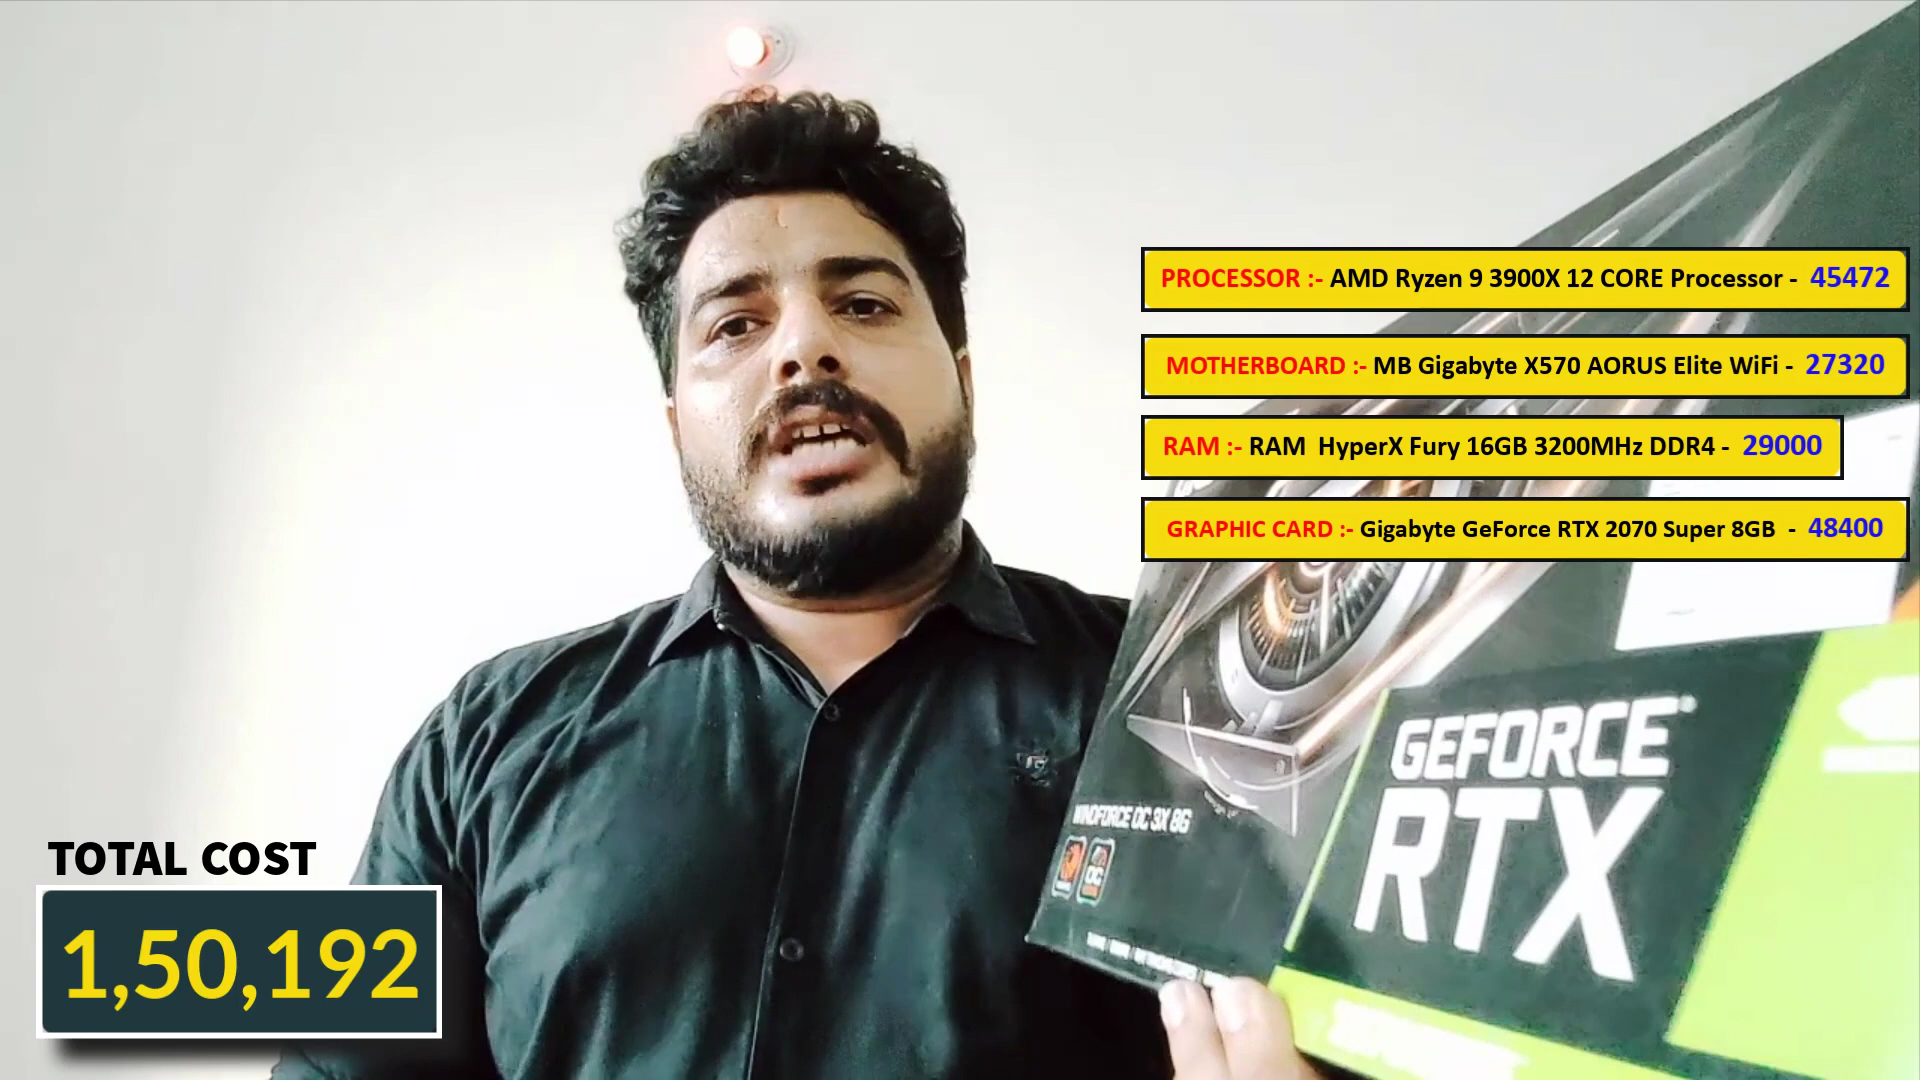 PROCESSOR :- AMD Ryzen 9 3900X 12 CORE Processor - 45472
MOTHERBOARD :- MB Gigabyte X570 AORUS Elite WiFi - 27320
RAM :- RAM HyperX Fury 16GB 3200MHz DDR4 - 29000
GRAPHIC CARD :- Gigabyte GeForce RTX 2070 Super 8GB - 48400
GEFORCE
RTX
WINDFORCE OC 3X 8G
OC
TOTAL COST
1,50,192